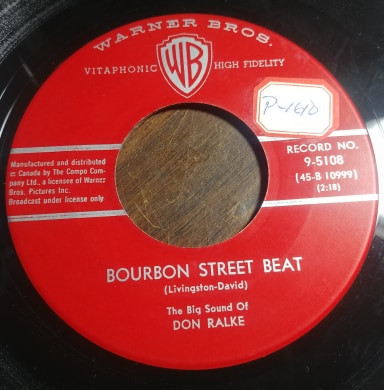 WARNER BROS.
VITAPHONIC WB HIGH FIDELITY
RECORD NO.
9-5108
(45-B 10999)
(2:18)
Manufactured and distributed
in Canada by The Compo Com-
pany Ltd., a licensee of Warner
Bros. Pictures Inc.
Broadcast under license only
BOURBON STREET BEAT
(Livingston-David)
The Big Sound Of
DON RALKE